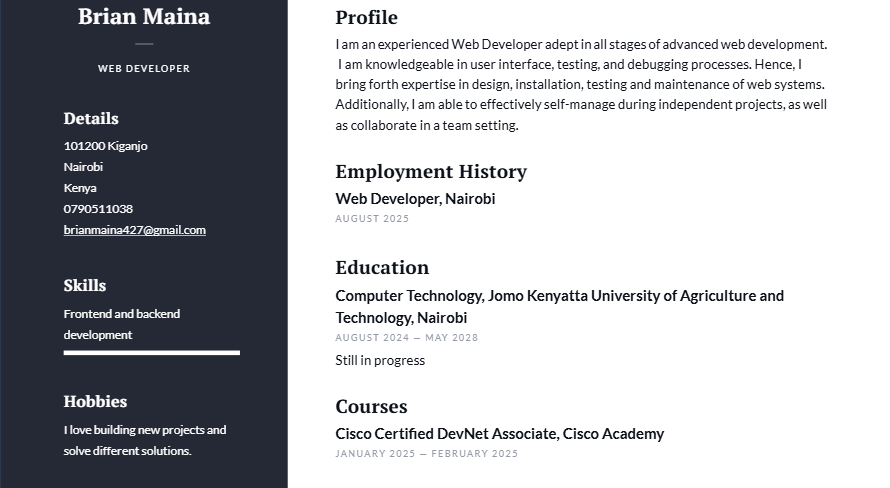 Brian Maina
WEB DEVELOPER
Details
101200 Kiganjo
Nairobi
Kenya
0790511038
brianmaina427@gmail.com
Skills
Frontend and backend
development
Hobbies
I love building new projects and
solve different solutions.
Profile
I am an experienced Web Developer adept in all stages of advanced web development.
I am knowledgeable in user interface, testing, and debugging processes. Hence, I
bring forth expertise in design, installation, testing and maintenance of web systems.
Additionally, I am able to effectively self-manage during independent projects, as well
as collaborate in a team setting.
Employment History
Web Developer, Nairobi
AUGUST 2025
Education
Computer Technology, Jomo Kenyatta University of Agriculture and
Technology, Nairobi
AUGUST 2024 — MAY 2028
Still in progress
Courses
Cisco Certified DevNet Associate, Cisco Academy
JANUARY 2025 — FEBRUARY 2025